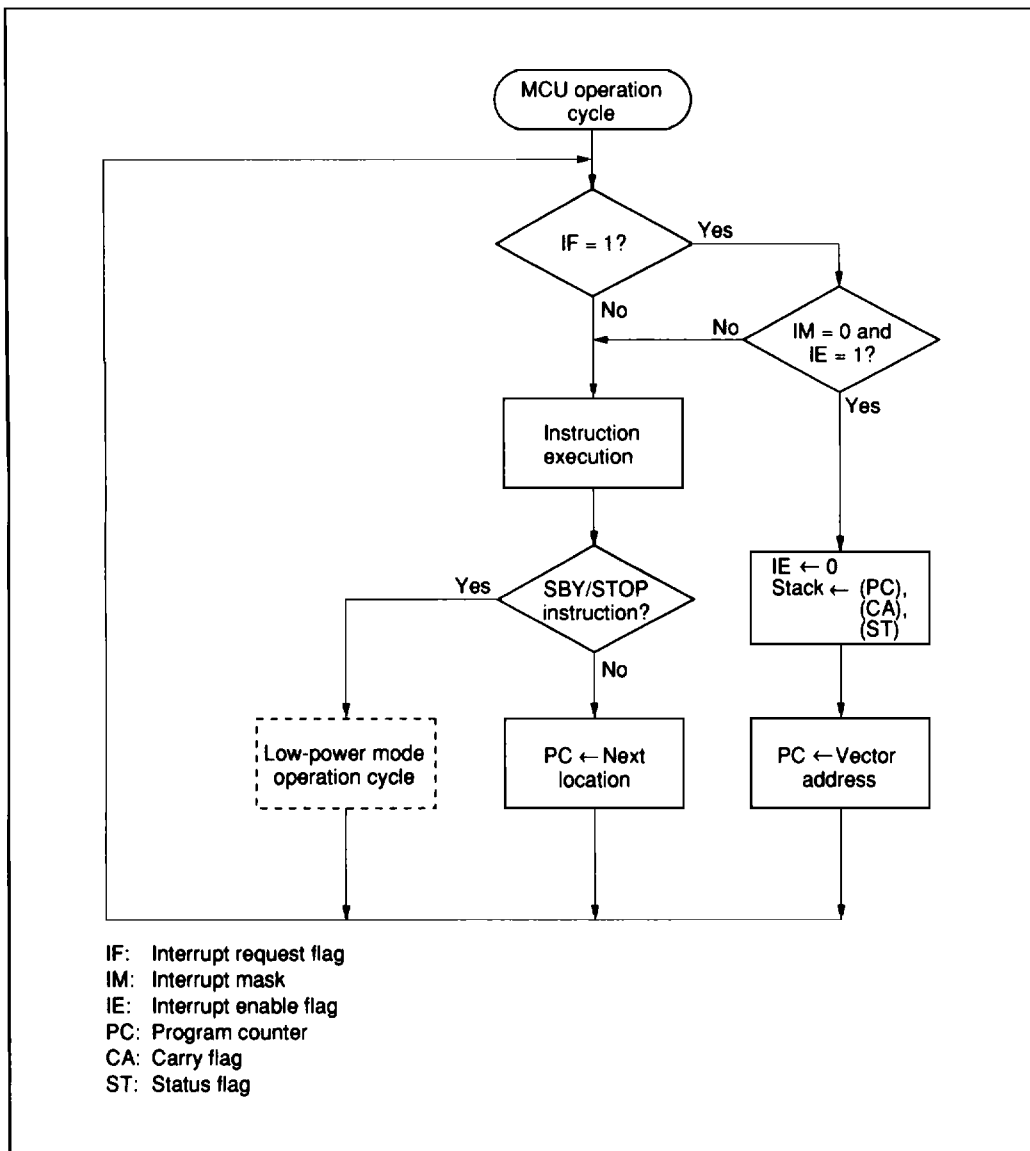 MCU operation
cycle
IF = 1?
Yes
No
IM = 0 and
IE = 1?
No
Yes
Instruction
execution
SBY/STOP
instruction?
Yes
No
IE ← 0
Stack ← (PC),
(CA),
(ST)
Low-power mode
operation cycle
PC ← Next
location
PC ← Vector
address
IF: Interrupt request flag
IM: Interrupt mask
IE: Interrupt enable flag
PC: Program counter
CA: Carry flag
ST: Status flag